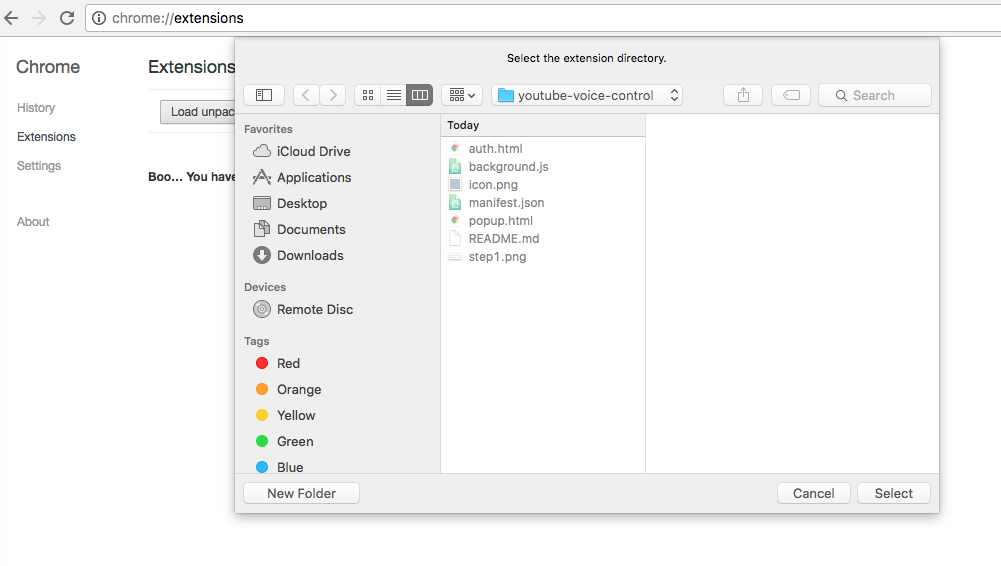 chrome://extensions
Select the extension directory.
Chrome
Extensions
youtube-voice-control
Search
History
Load unpac
Favorites
Today
Extensions
iCloud Drive
auth.html
Settings
Applications
background.js
Boo... You have
Desktop
icon.png
About
Documents
manifest.json
Downloads
popup.html
Devices
README.md
Remote Disc
step1.png
Tags
Red
Orange
Yellow
Green
Blue
New Folder
Cancel
Select